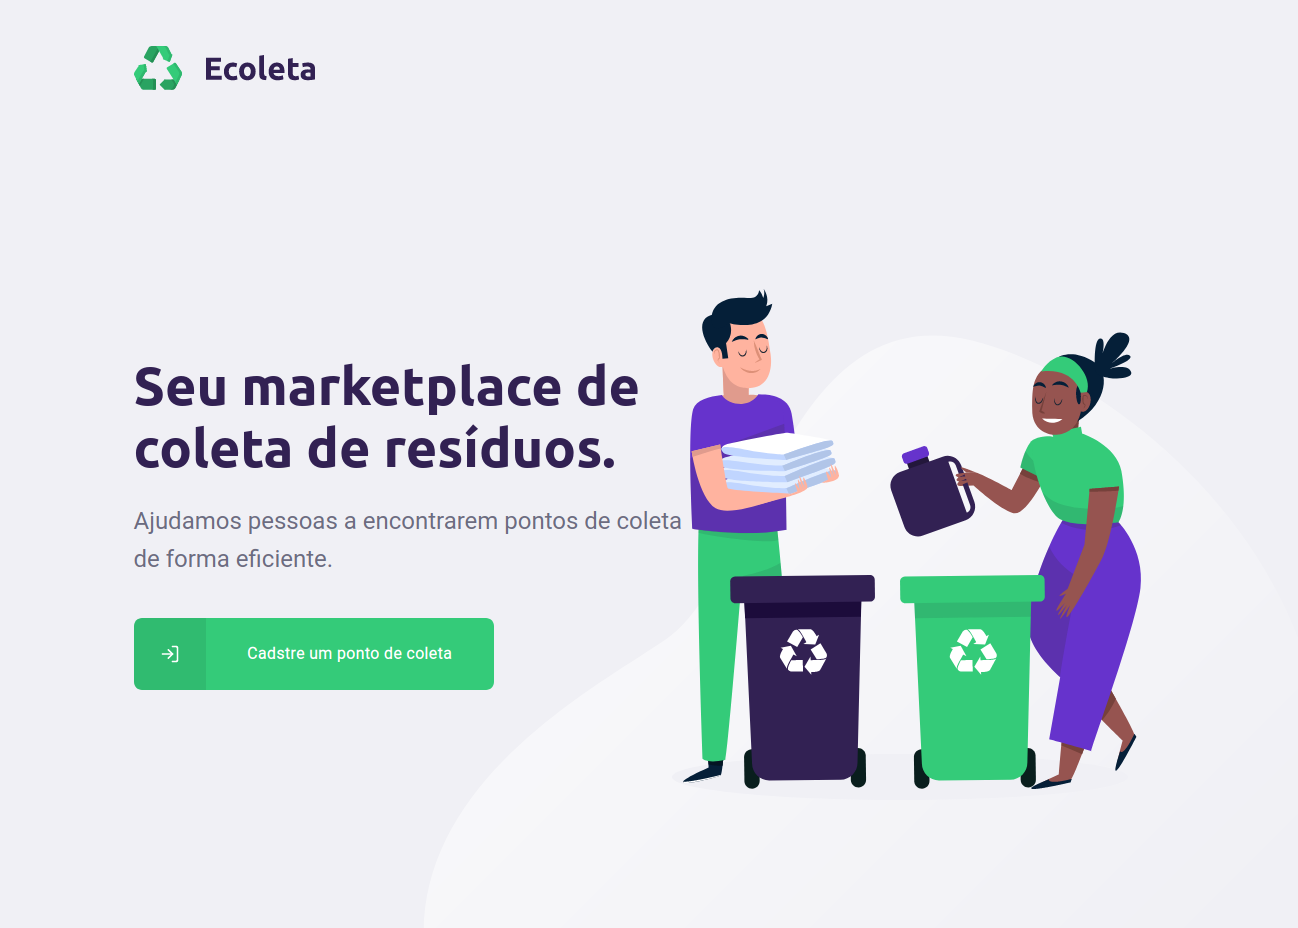 Ecoleta
Seu marketplace de
coleta de resíduos.
Ajudamos pessoas a encontrarem pontos de coleta
de forma eficiente.
Cadstre um ponto de coleta